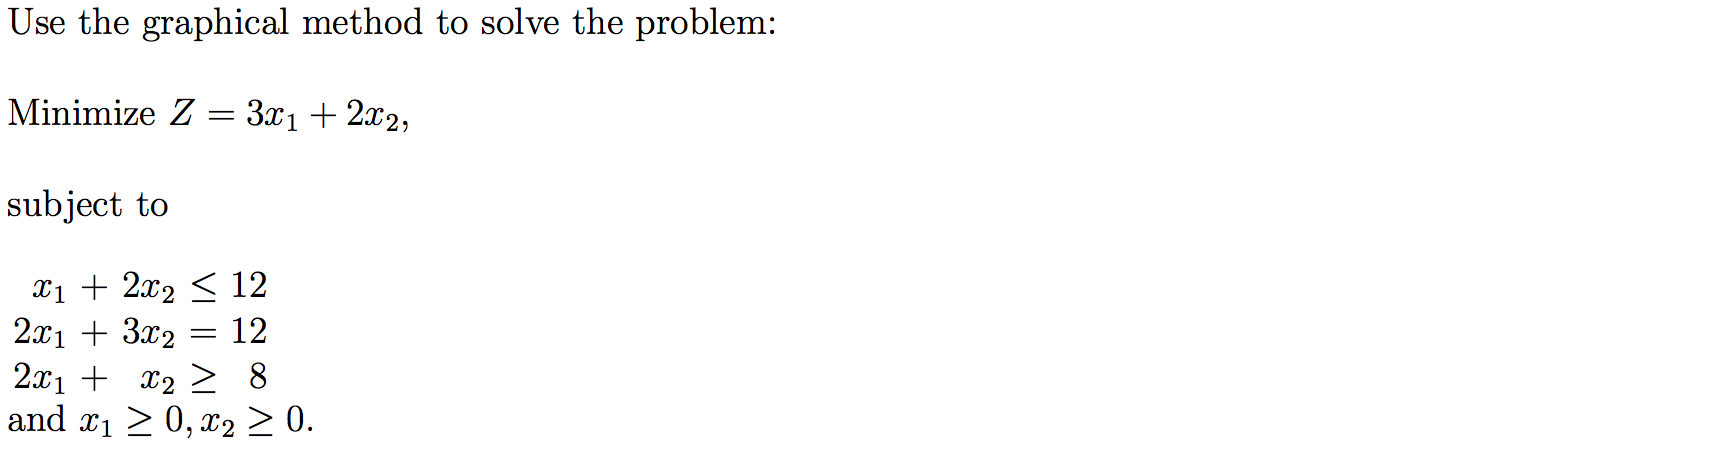 Use the graphical method to solve the problem:
Minimize Z = 3x₁ + 2x₂,
subject to
x₁ + 2x₂ ≤ 12
2x₁ + 3x₂ = 12
2x₁ + x₂ ≥ 8
and x₁ ≥ 0, x₂ ≥ 0.